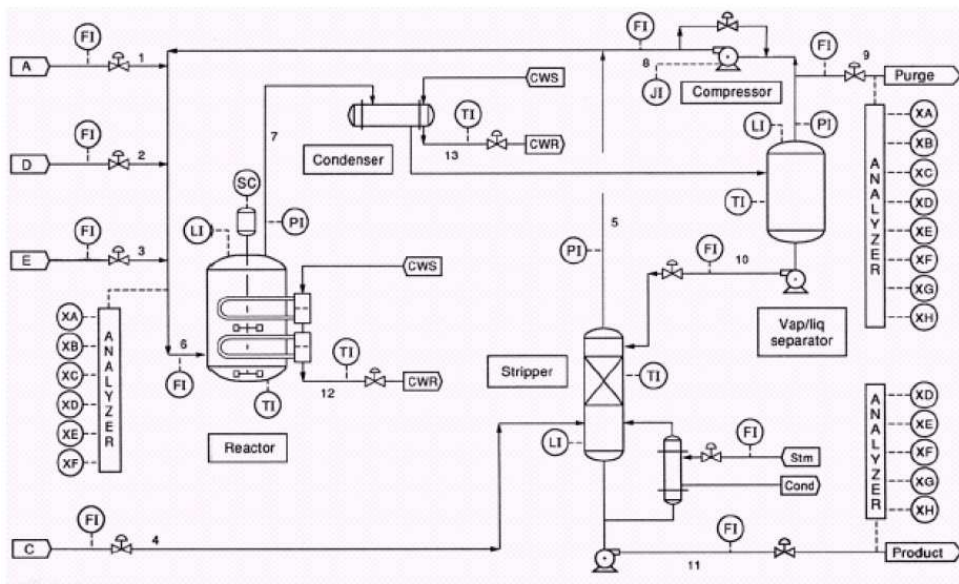 FI
8
FI
9
FI
A
1
JI
Compressor
Purge
CWS
LI
PI
XA
7
TI
XB
FI
CWR
13
XC
D
2
Condenser
XD
SC
TI
XE
PI
5
LI
XF
FI
PI
FI
XG
E
3
CWS
10
XH
ANALYZER
XA
Vap/liq
separator
XB
6
TI
XC
FI
Stripper
TI
XD
XD
12
CWR
XE
TI
XE
FI
XF
XF
ANALYZER
Reactor
LI
Stm
XG
Cond
XH
ANALYZER
FI
FI
C
4
11
Product